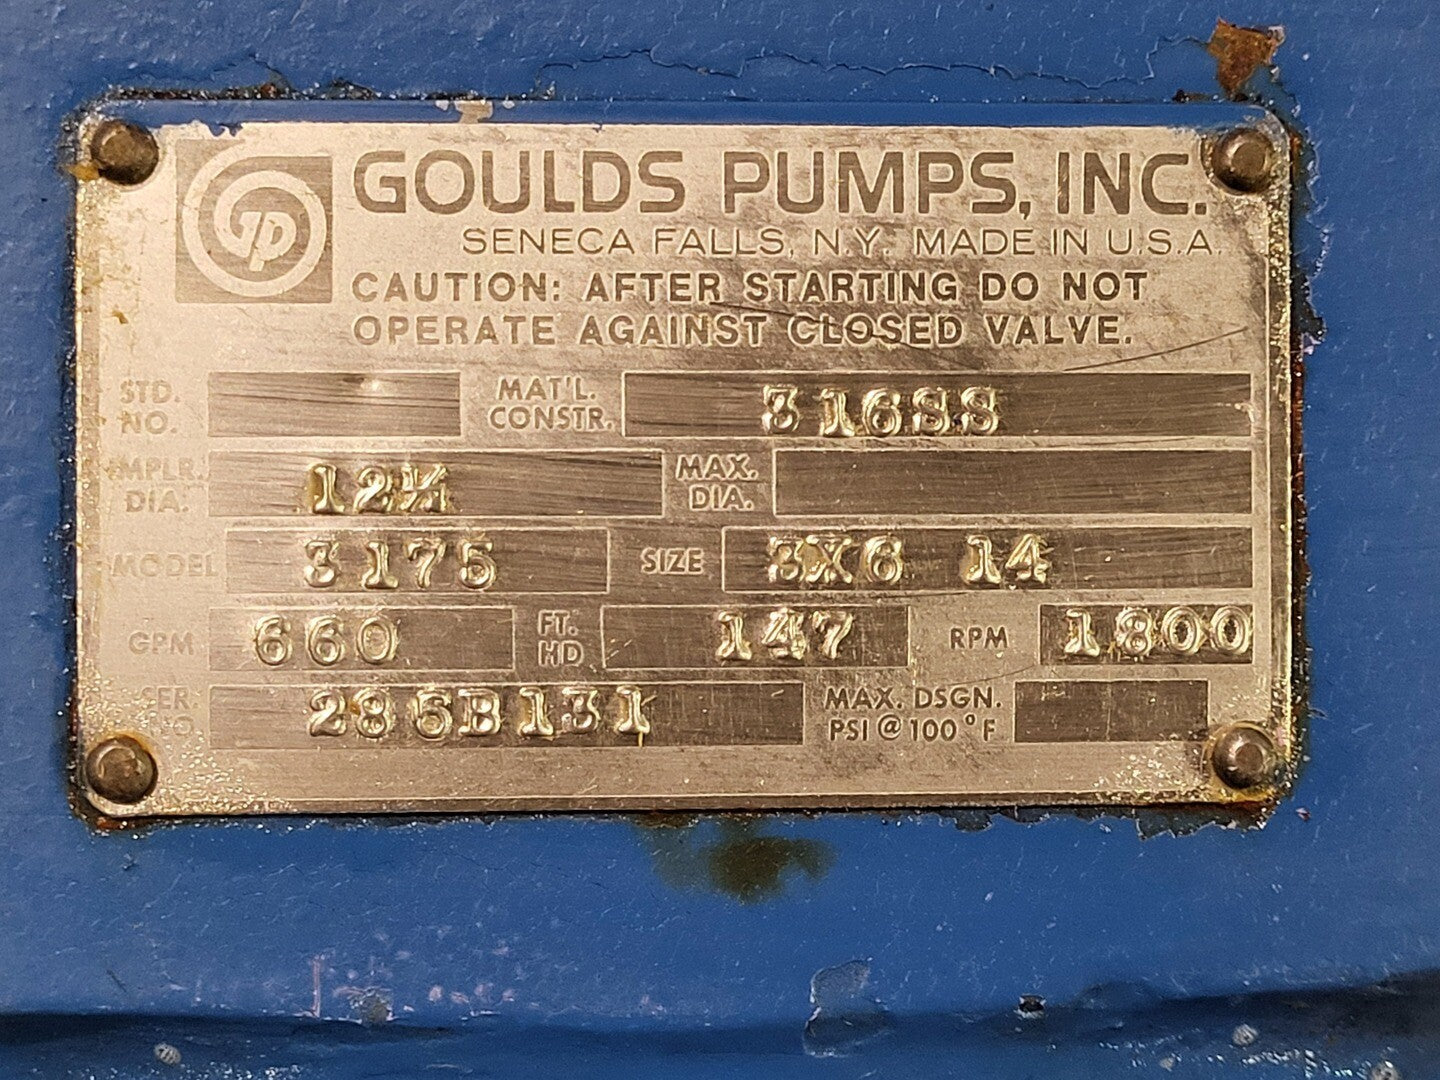 GP GOULDS PUMPS, INC.
SENECA FALLS, N.Y. MADE IN U.S.A.
CAUTION: AFTER STARTING DO NOT
OPERATE AGAINST CLOSED VALVE.
STD. NO. MAT'L. CONSTR. 316SS
IMPLR. DIA. 12¼ MAX. DIA.
MODEL 3175 SIZE 3X6 14
GPM 660 FT. HD 147 RPM 1800
SER. NO. 286B131 MAX. DSGN. PSI @ 100°F